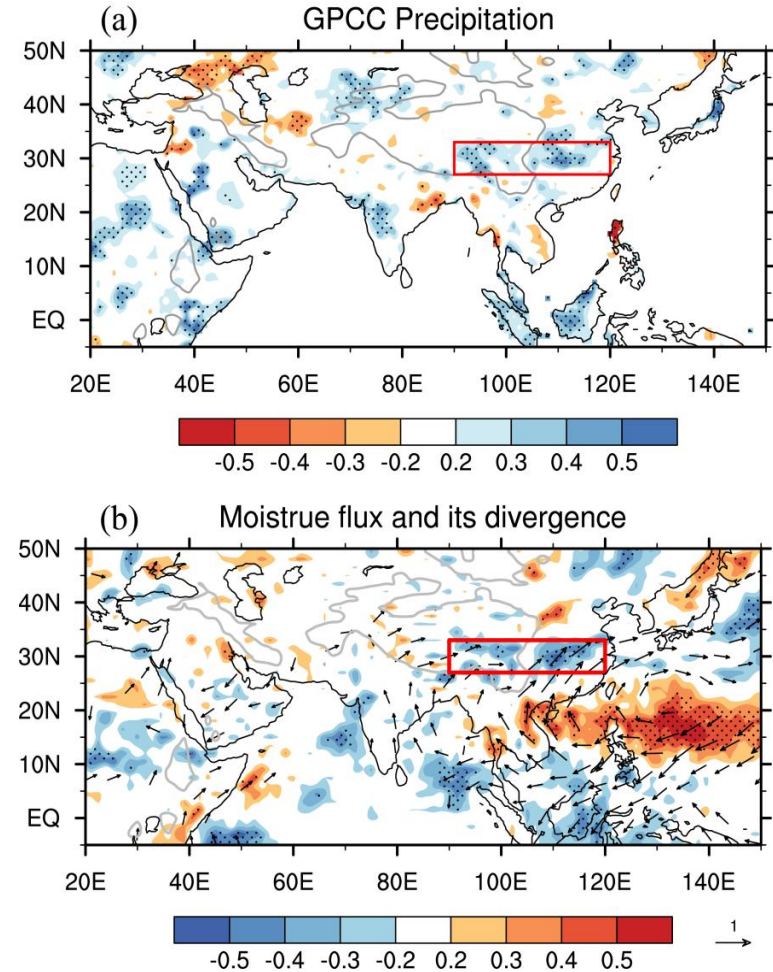 (a) GPCC Precipitation
50N
40N
30N
20N
10N
EQ
20E 40E 60E 80E 100E 120E 140E
-0.5 -0.4 -0.3 -0.2 0.2 0.3 0.4 0.5
(b) Moistrue flux and its divergence
50N
40N
30N
20N
10N
EQ
20E 40E 60E 80E 100E 120E 140E
-0.5 -0.4 -0.3 -0.2 0.2 0.3 0.4 0.5
1